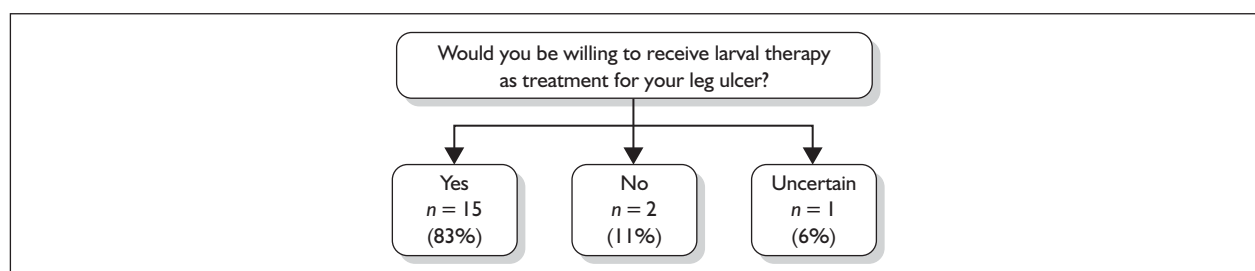 Would you be willing to receive larval therapy
as treatment for your leg ulcer?
Yes
n = 15
(83%)
No
n = 2
(11%)
Uncertain
n = 1
(6%)